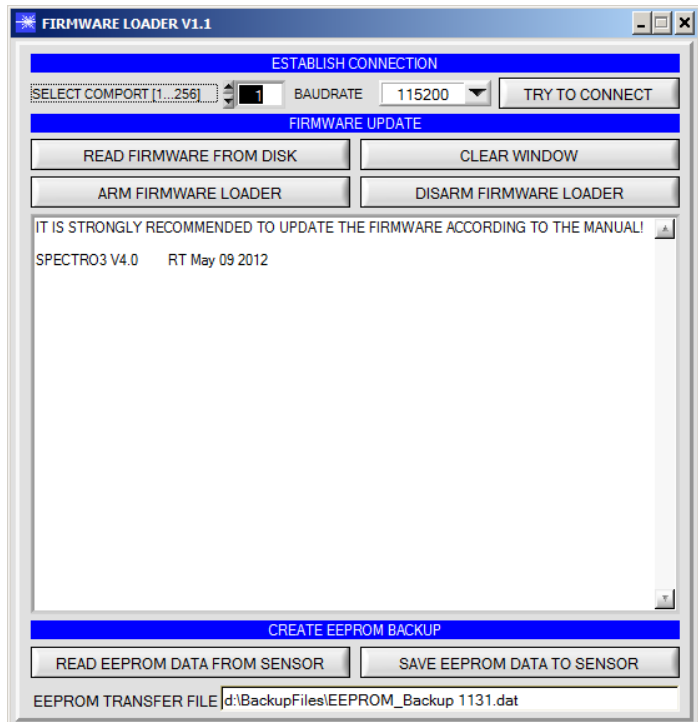 FIRMWARE LOADER V1.1
ESTABLISH CONNECTION
SELECT COMPORT [1...256] 1 BAUDRATE 115200 TRY TO CONNECT
FIRMWARE UPDATE
READ FIRMWARE FROM DISK CLEAR WINDOW
ARM FIRMWARE LOADER DISARM FIRMWARE LOADER
IT IS STRONGLY RECOMMENDED TO UPDATE THE FIRMWARE ACCORDING TO THE MANUAL!
SPECTRO3 V4.0 RT May 09 2012
CREATE EEPROM BACKUP
READ EEPROM DATA FROM SENSOR SAVE EEPROM DATA TO SENSOR
EEPROM TRANSFER FILE d:\BackupFiles\EEPROM_Backup 1131.dat